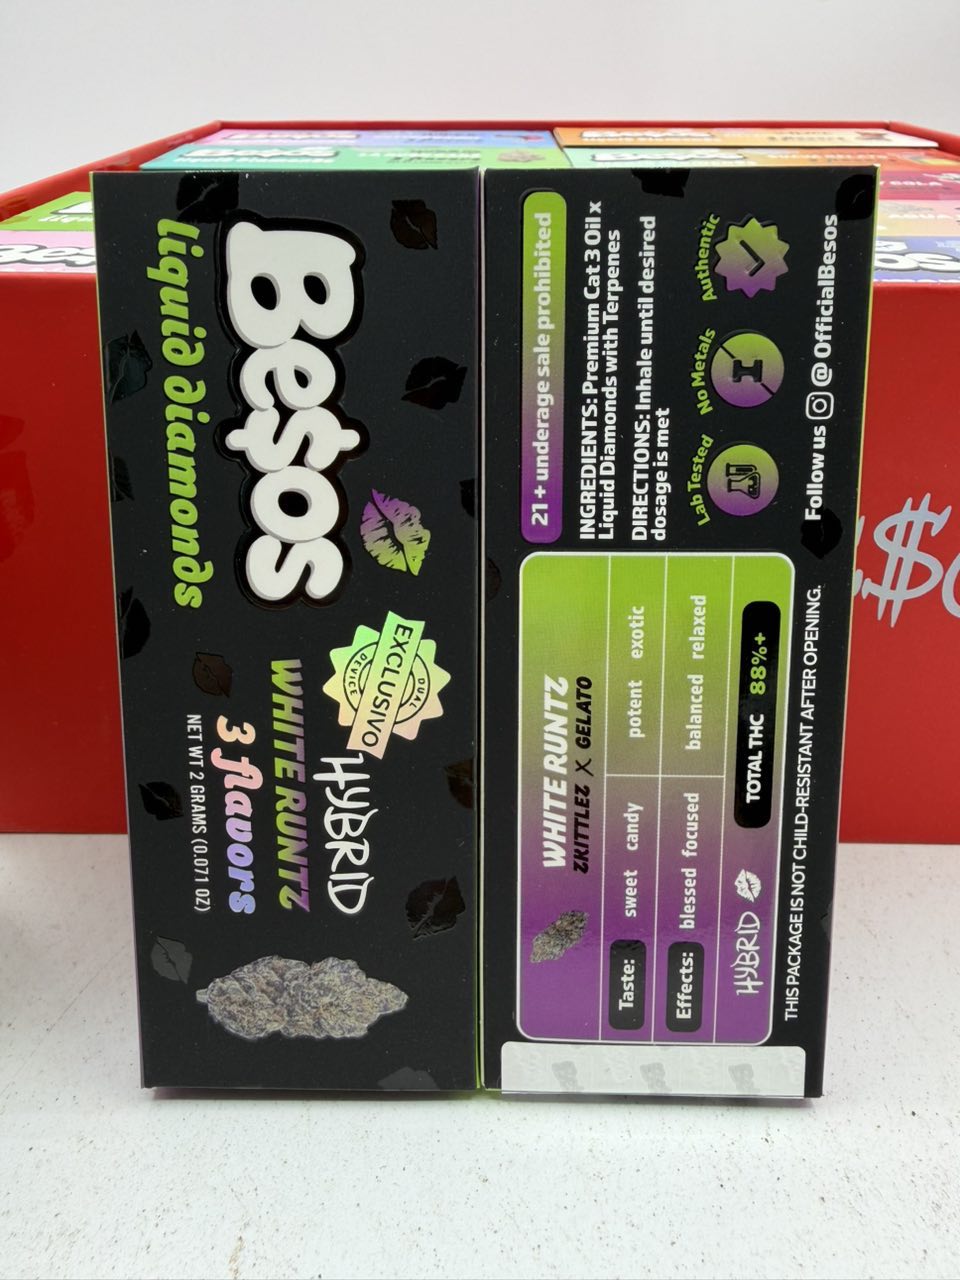 Be$os
liquid diamonds
EXCLUSIVO
DUAL
DEVICE
HYBRID
WHITE RUNTZ
3 flavors
NET WT 2 GRAMS (0.071 OZ)
21+ underage sale prohibited
INGREDIENTS: Premium Cat 3 Oil x
Liquid Diamonds with Terpenes
DIRECTIONS: Inhale until desired
dosage is met
Lab Tested
No Metals
Authentic
Follow us @OfficialBesos
WHITE RUNTZ
ZKITTLEZ X GELATO
Taste: sweet candy potent exotic
Effects: blessed focused balanced relaxed
HYBRID
TOTAL THC 88%+
THIS PACKAGE IS NOT CHILD-RESISTANT AFTER OPENING.